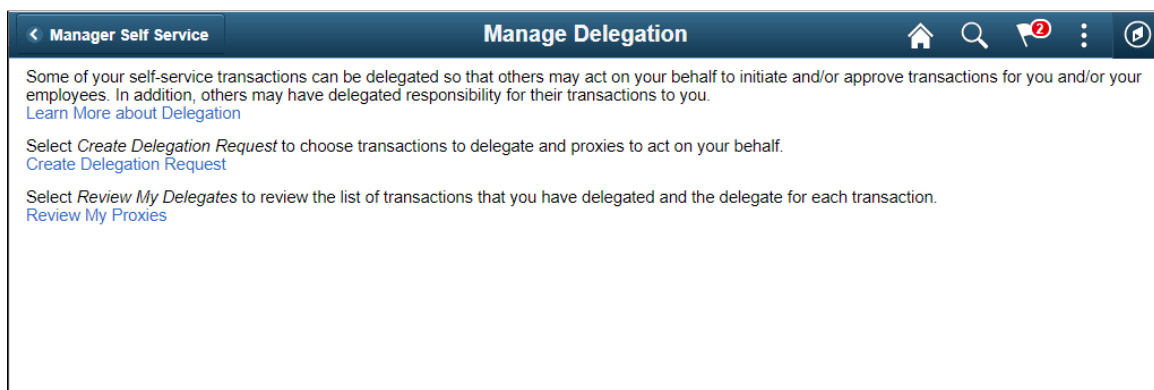 Manager Self Service
Manage Delegation
2
Some of your self-service transactions can be delegated so that others may act on your behalf to initiate and/or approve transactions for you and/or your
employees. In addition, others may have delegated responsibility for their transactions to you.
Learn More about Delegation
Select Create Delegation Request to choose transactions to delegate and proxies to act on your behalf.
Create Delegation Request
Select Review My Delegates to review the list of transactions that you have delegated and the delegate for each transaction.
Review My Proxies